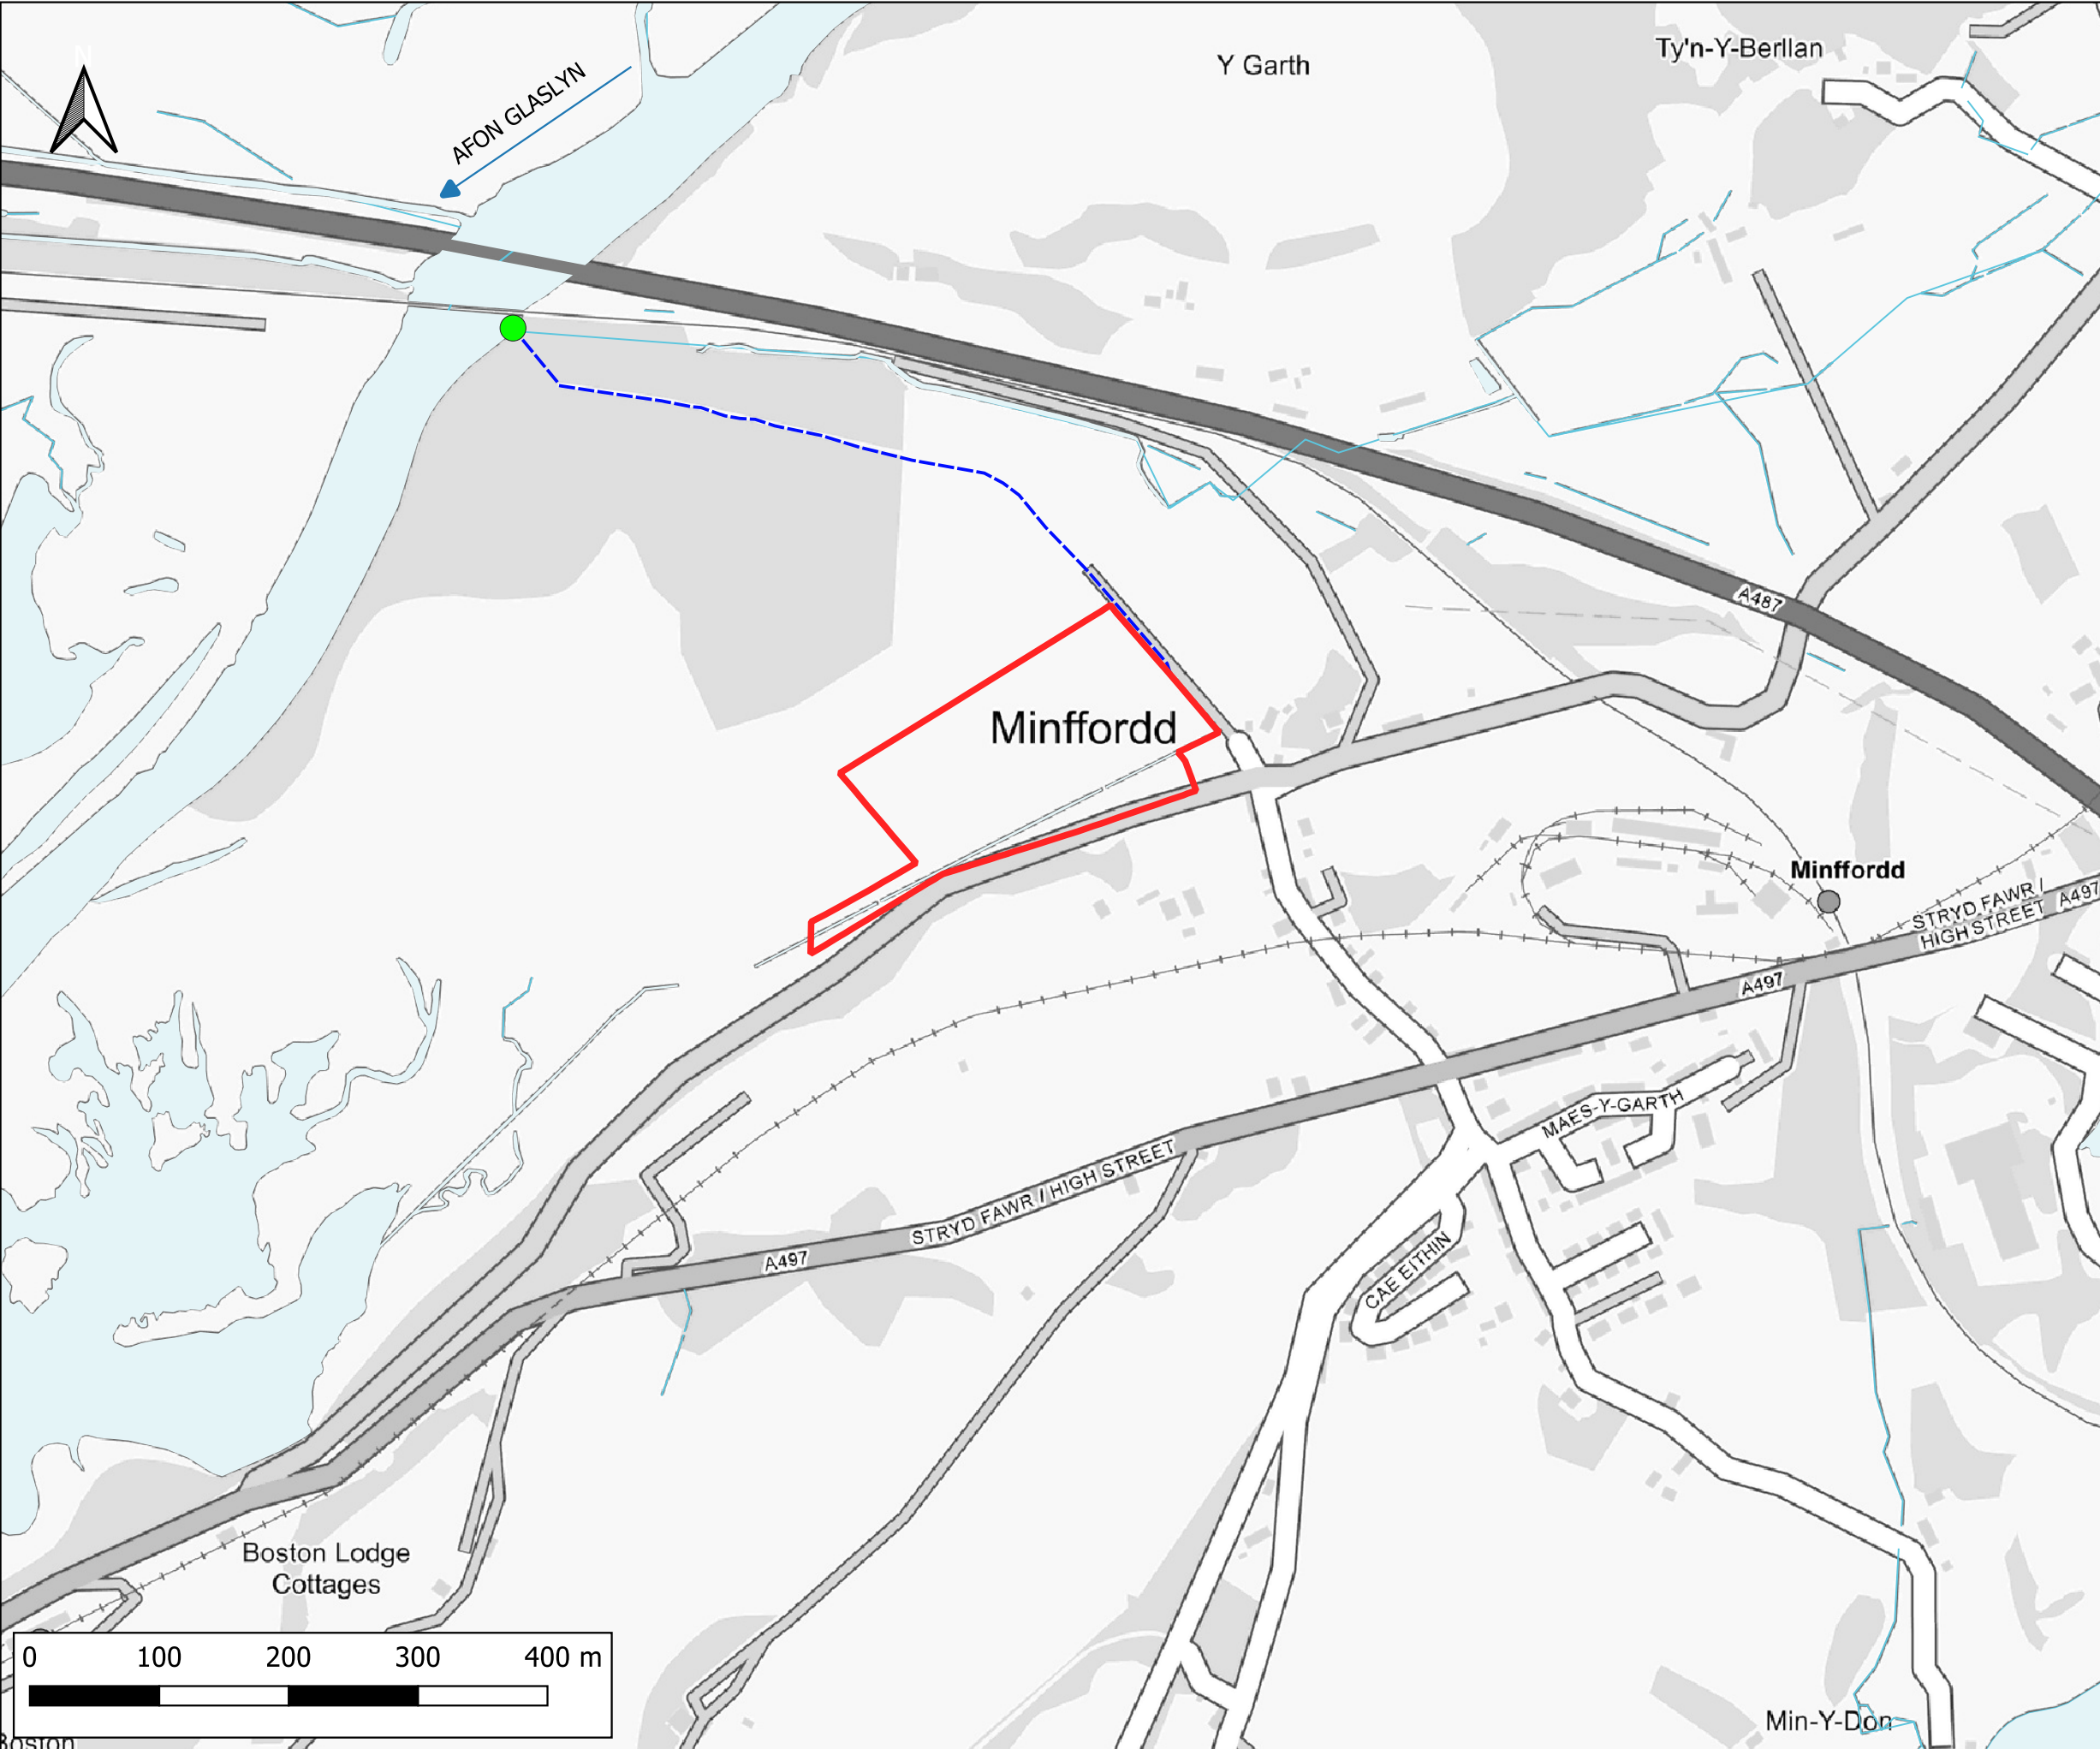 N
Y Garth
Ty'n-Y-Berllan
AFON GLASLYN
A487
Minffordd
Minffordd
STRYD FAWR /
HIGH STREET
A497
A497
MAES-Y-GARTH
STRYD FAWR / HIGH STREET
A497
CAE EITHIN
Boston Lodge
Cottages
0 100 200 300 400 m
Min-Y-Don
Boston